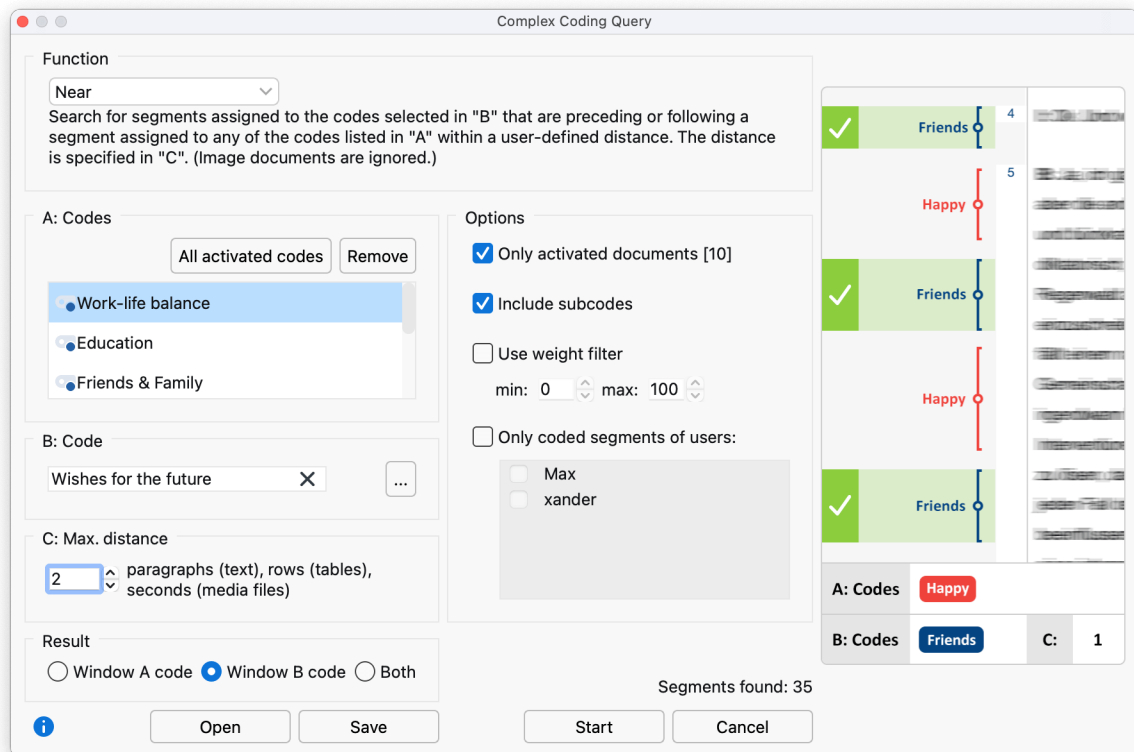 Complex Coding Query
Function
Near
Search for segments assigned to the codes selected in "B" that are preceding or following a
segment assigned to any of the codes listed in "A" within a user-defined distance. The distance
is specified in "C". (Image documents are ignored.)
A: Codes
All activated codes Remove
Work-life balance
Education
Friends & Family
B: Code
Wishes for the future
...
C: Max. distance
2
paragraphs (text), rows (tables),
seconds (media files)
Result
Window A code Window B code Both
Open Save
Options
Only activated documents [10]
Include subcodes
Use weight filter
min: 0 max: 100
Only coded segments of users:
Max
xander
Segments found: 35
Start Cancel
Friends 4
Happy 5
Friends
Happy
Friends
A: Codes Happy
B: Codes Friends C: 1